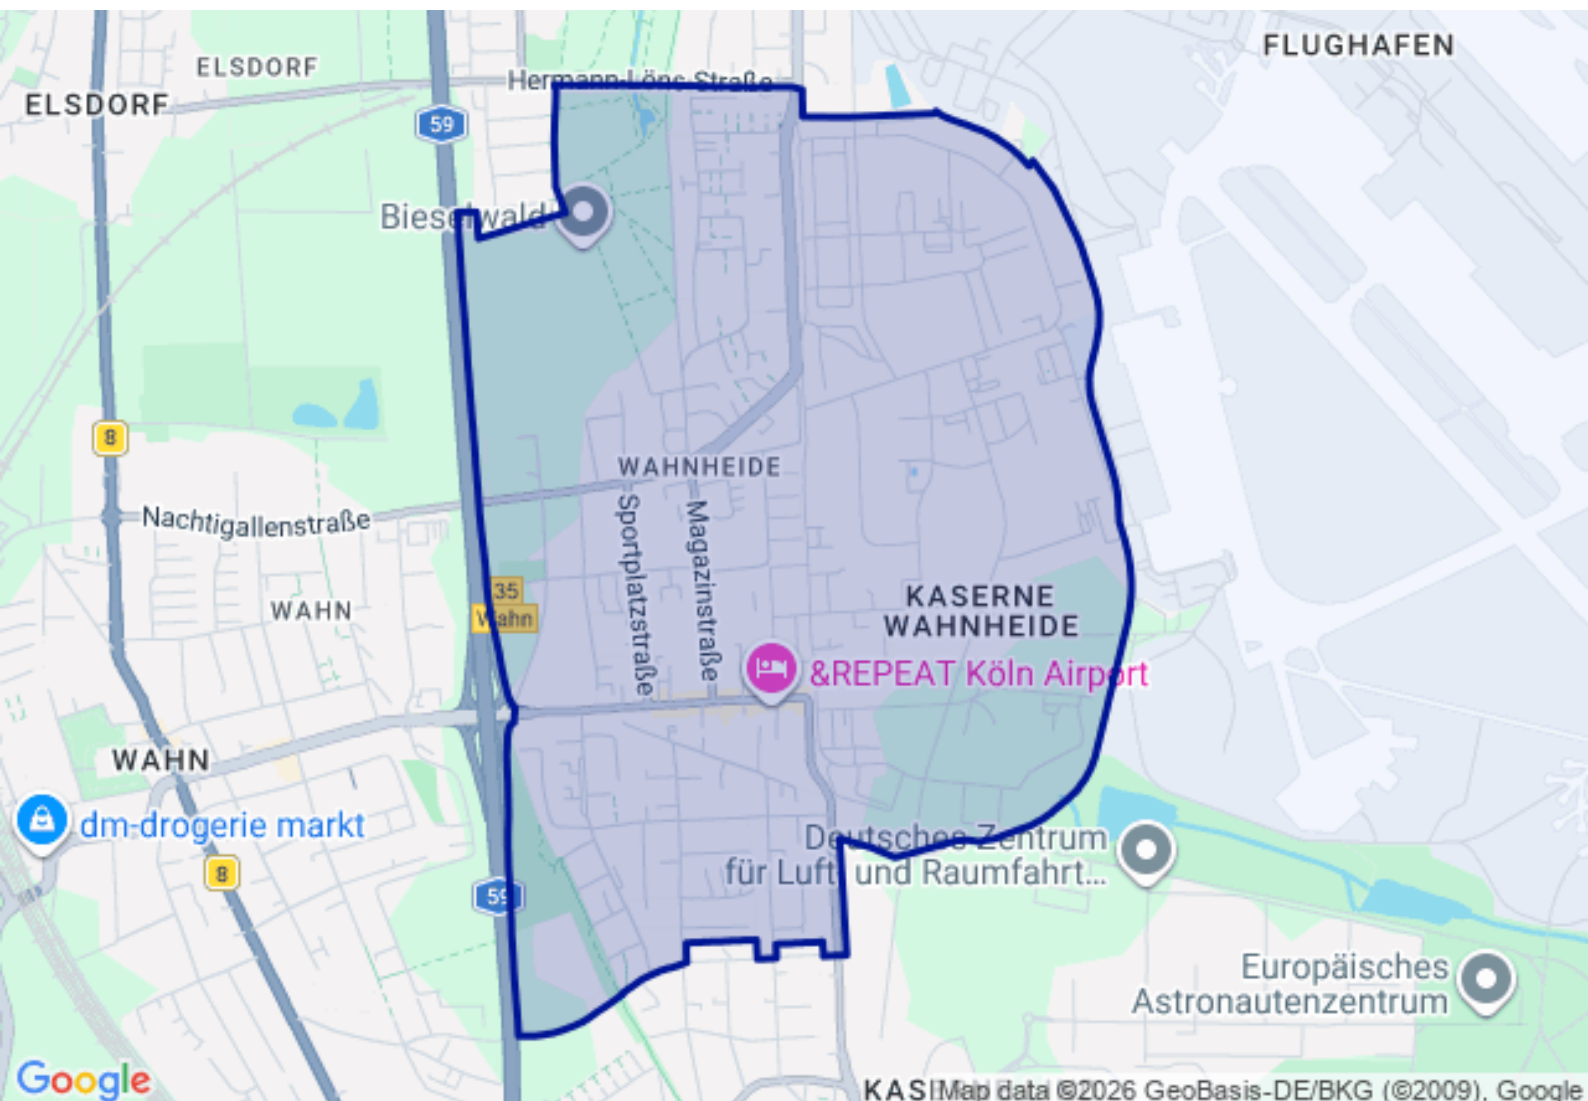 FLUGHAFEN
ELSDORF
Hermann-Löns-Straße
ELSDORF
59
Bieselwald
8
WAHNHEIDE
Nachtigallenstraße
Sportplatzstraße
Magazinstraße
35
Wahn
WAHN
KASERNE
WAHNHEIDE
&REPEAT Köln Airport
WAHN
dm-drogerie markt
Deutsches Zentrum
für Luft- und Raumfahrt...
8
59
Europäisches
Astronautenzentrum
Google
Map data ©2026 GeoBasis-DE/BKG (©2009), Google